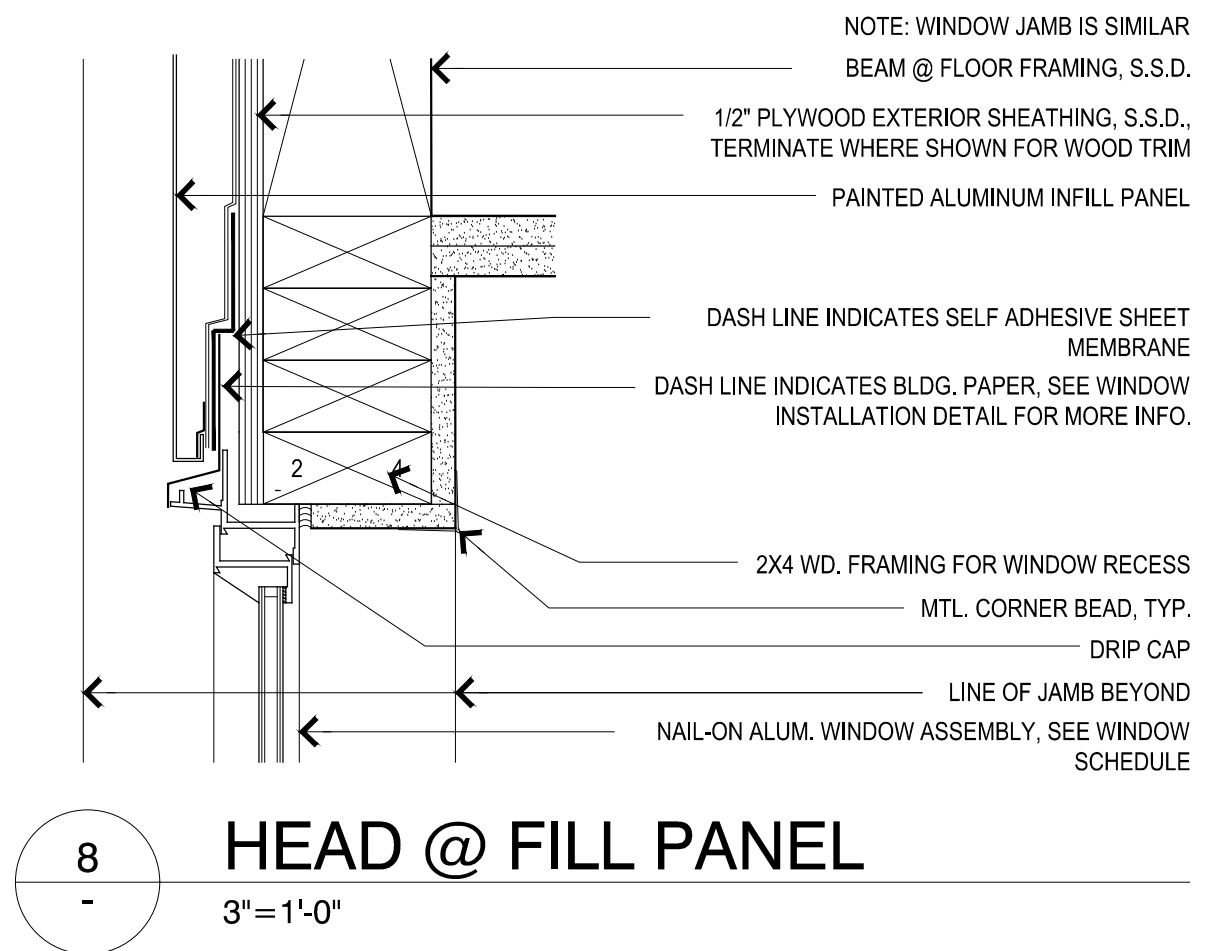 NOTE: WINDOW JAMB IS SIMILAR
BEAM @ FLOOR FRAMING, S.S.D.
1/2" PLYWOOD EXTERIOR SHEATHING, S.S.D.,
TERMINATE WHERE SHOWN FOR WOOD TRIM
PAINTED ALUMINUM INFILL PANEL
DASH LINE INDICATES SELF ADHESIVE SHEET
MEMBRANE
DASH LINE INDICATES BLDG. PAPER, SEE WINDOW
INSTALLATION DETAIL FOR MORE INFO.
2 4
-
2X4 WD. FRAMING FOR WINDOW RECESS
MTL. CORNER BEAD, TYP.
DRIP CAP
LINE OF JAMB BEYOND
NAIL-ON ALUM. WINDOW ASSEMBLY, SEE WINDOW
SCHEDULE
8
-
HEAD @ FILL PANEL
3"=1'-0"